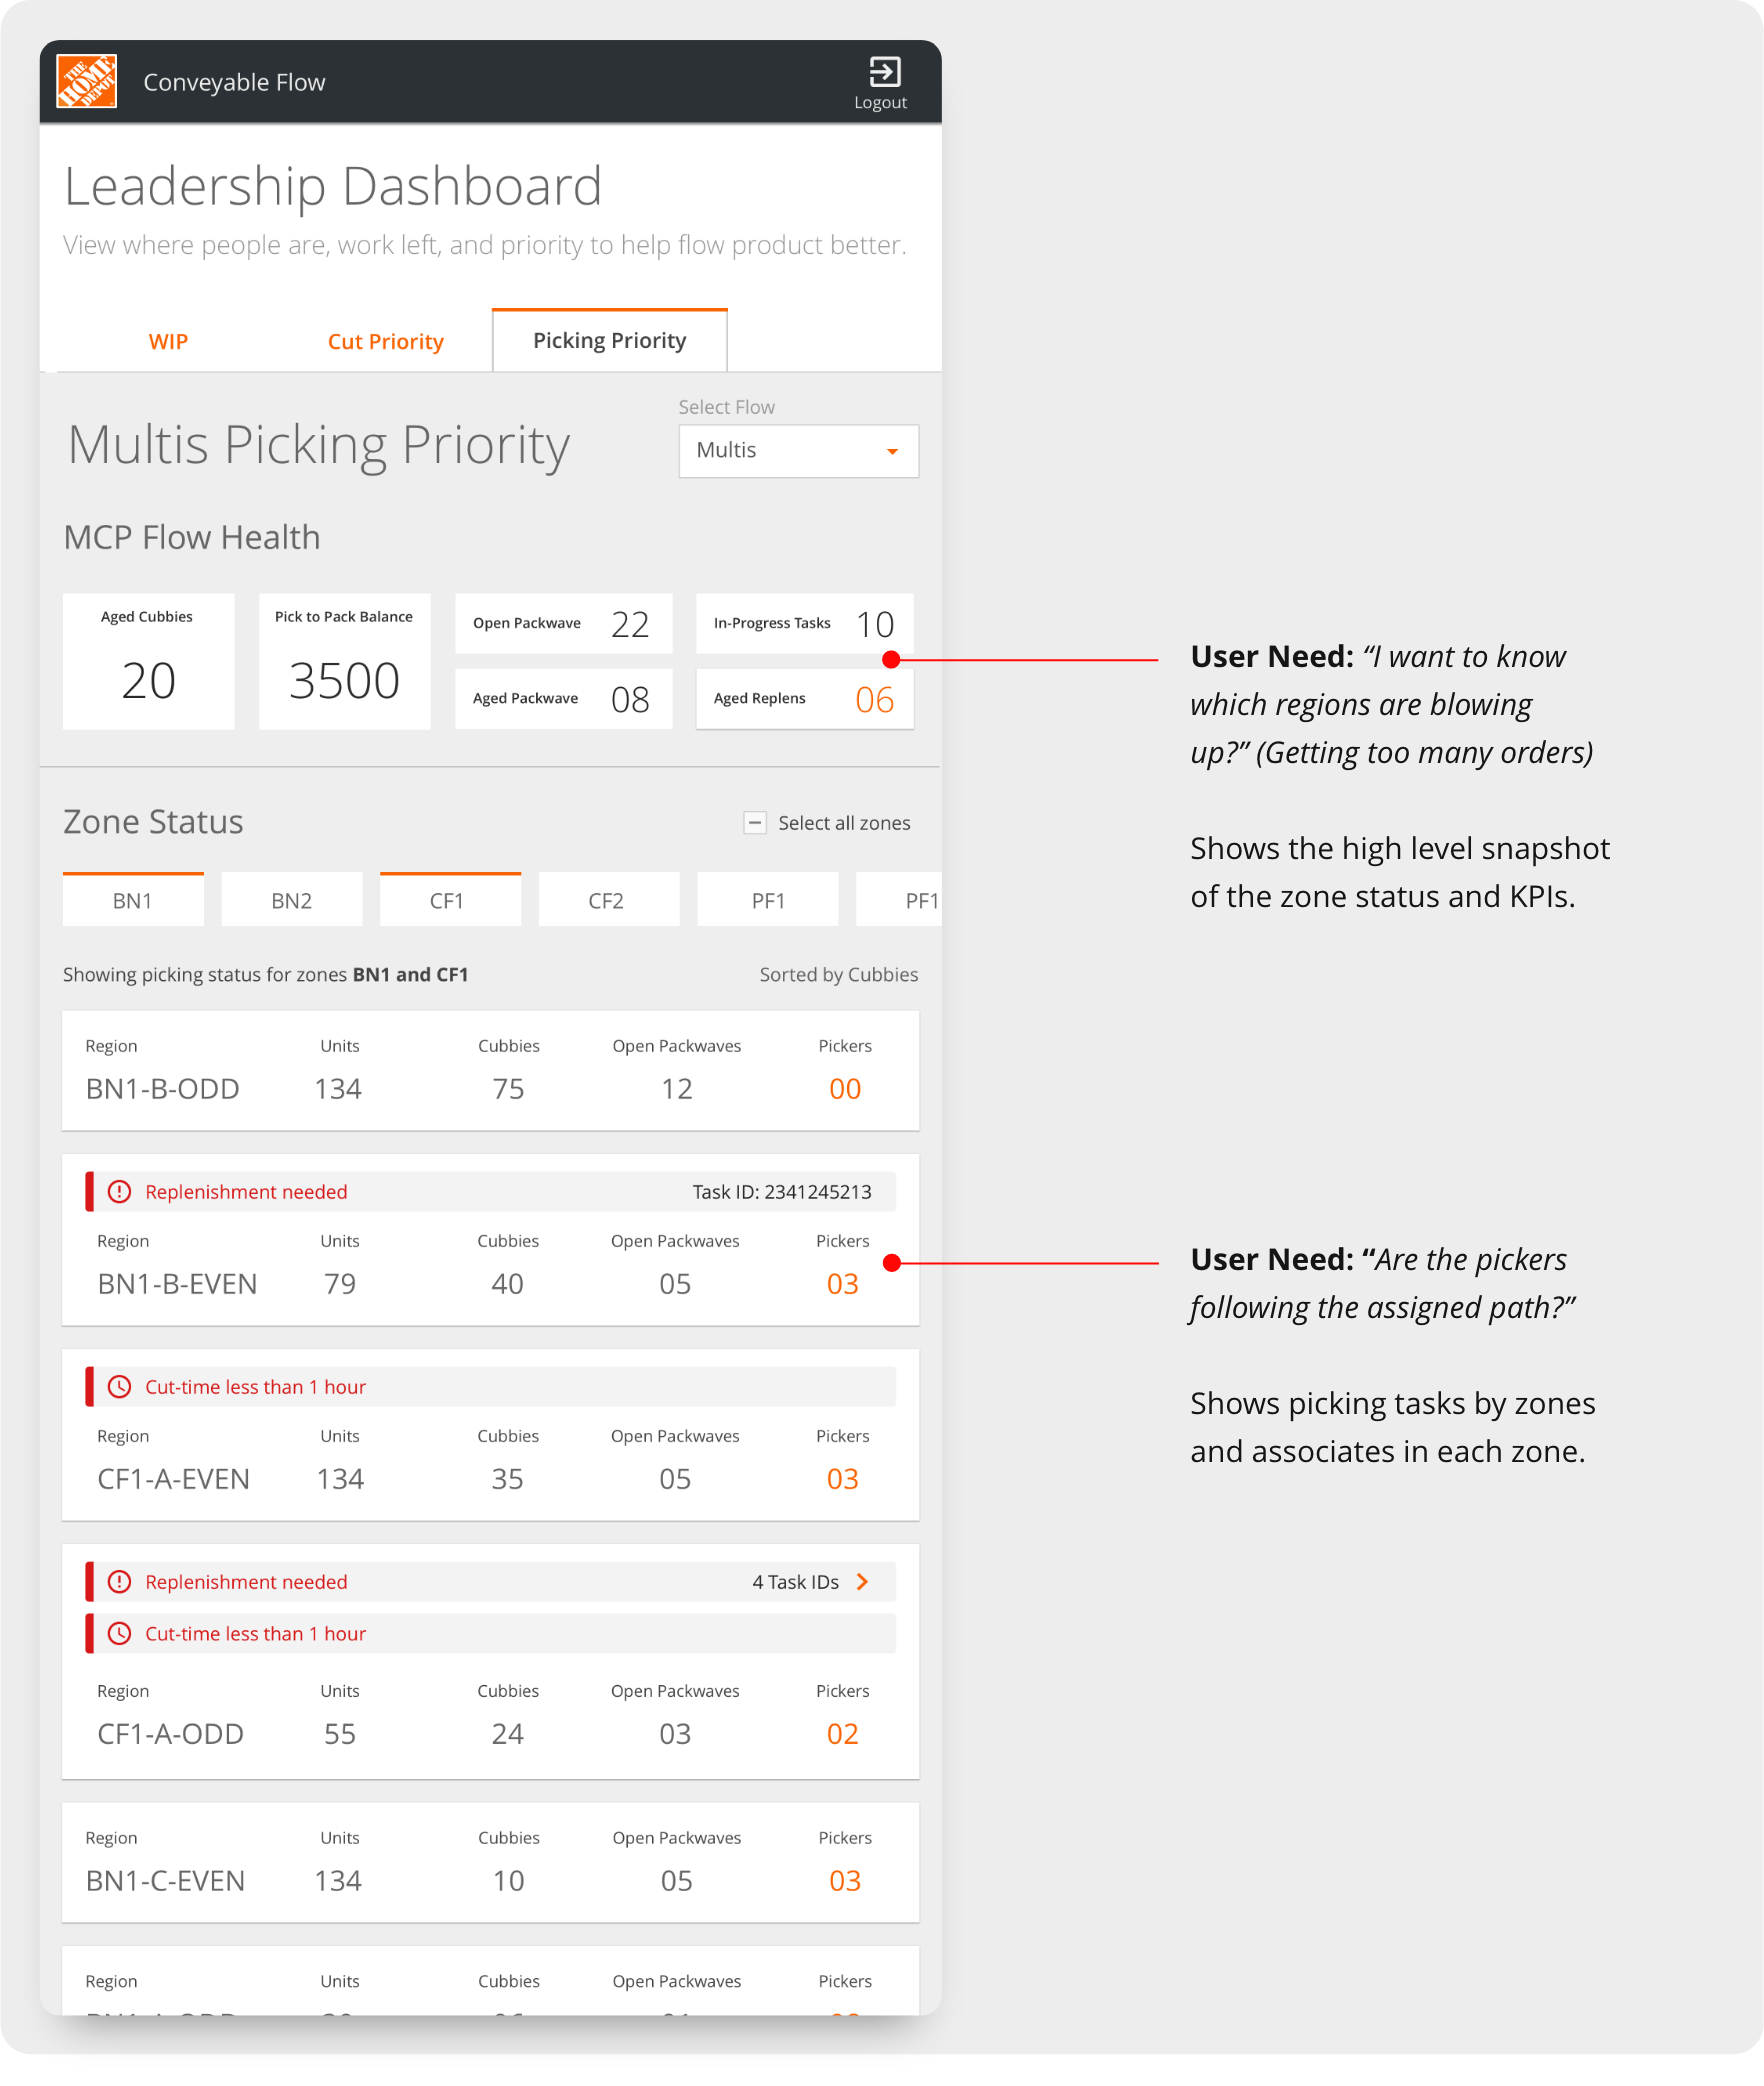 THE HOME DEPOT
Conveyable Flow
Logout
Leadership Dashboard
View where people are, work left, and priority to help flow product better.
WIP
Cut Priority
Picking Priority
Multis Picking Priority
Select Flow
Multis
MCP Flow Health
Aged Cubbies
20
Pick to Pack Balance
3500
Open Packwave 22
In-Progress Tasks 10
Aged Packwave 08
Aged Replens 06
User Need: “I want to know
which regions are blowing
up?” (Getting too many orders)
Shows the high level snapshot
of the zone status and KPIs.
Zone Status
Select all zones
BN1 BN2 CF1 CF2 PF1 PF1
Showing picking status for zones BN1 and CF1
Sorted by Cubbies
Region Units Cubbies Open Packwaves Pickers
BN1-B-ODD 134 75 12 00
Replenishment needed Task ID: 2341245213
Region Units Cubbies Open Packwaves Pickers
BN1-B-EVEN 79 40 05 03
User Need: “Are the pickers
following the assigned path?”
Shows picking tasks by zones
and associates in each zone.
Cut-time less than 1 hour
Region Units Cubbies Open Packwaves Pickers
CF1-A-EVEN 134 35 05 03
Replenishment needed 4 Task IDs
Cut-time less than 1 hour
Region Units Cubbies Open Packwaves Pickers
CF1-A-ODD 55 24 03 02
Region Units Cubbies Open Packwaves Pickers
BN1-C-EVEN 134 10 05 03
Region Units Cubbies Open Packwaves Pickers